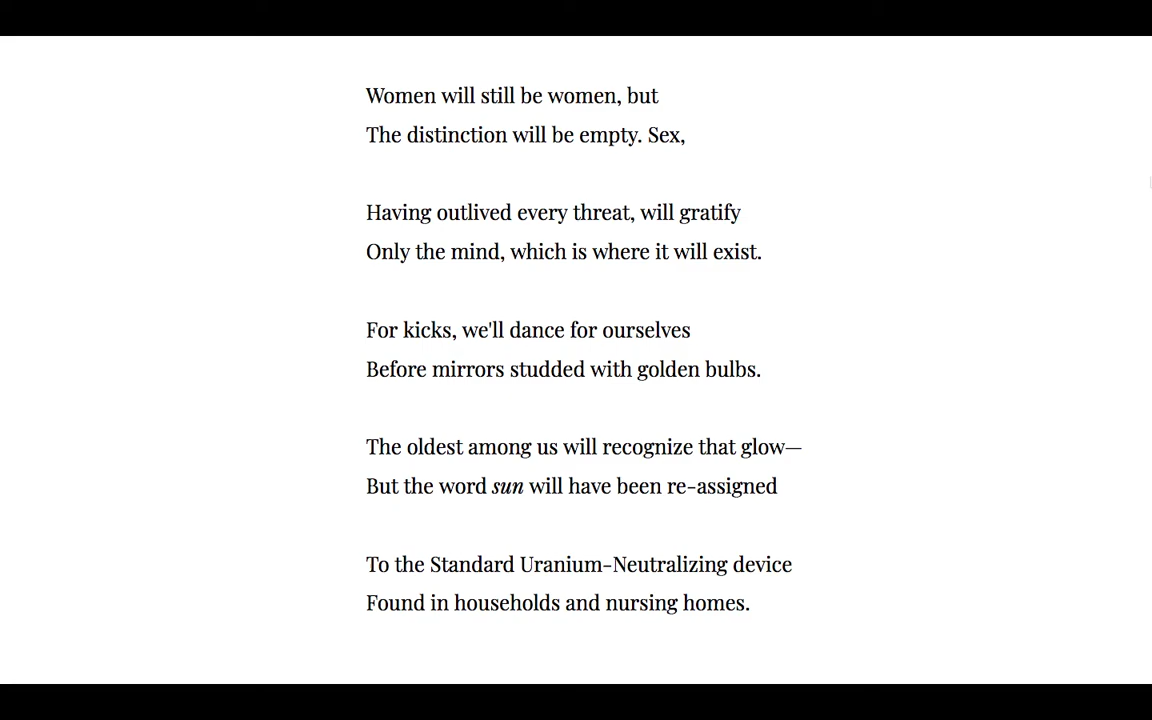 Women will still be women, but
The distinction will be empty. Sex,
Having outlived every threat, will gratify
Only the mind, which is where it will exist.
For kicks, we'll dance for ourselves
Before mirrors studded with golden bulbs.
The oldest among us will recognize that glow—
But the word sun will have been re-assigned
To the Standard Uranium-Neutralizing device
Found in households and nursing homes.